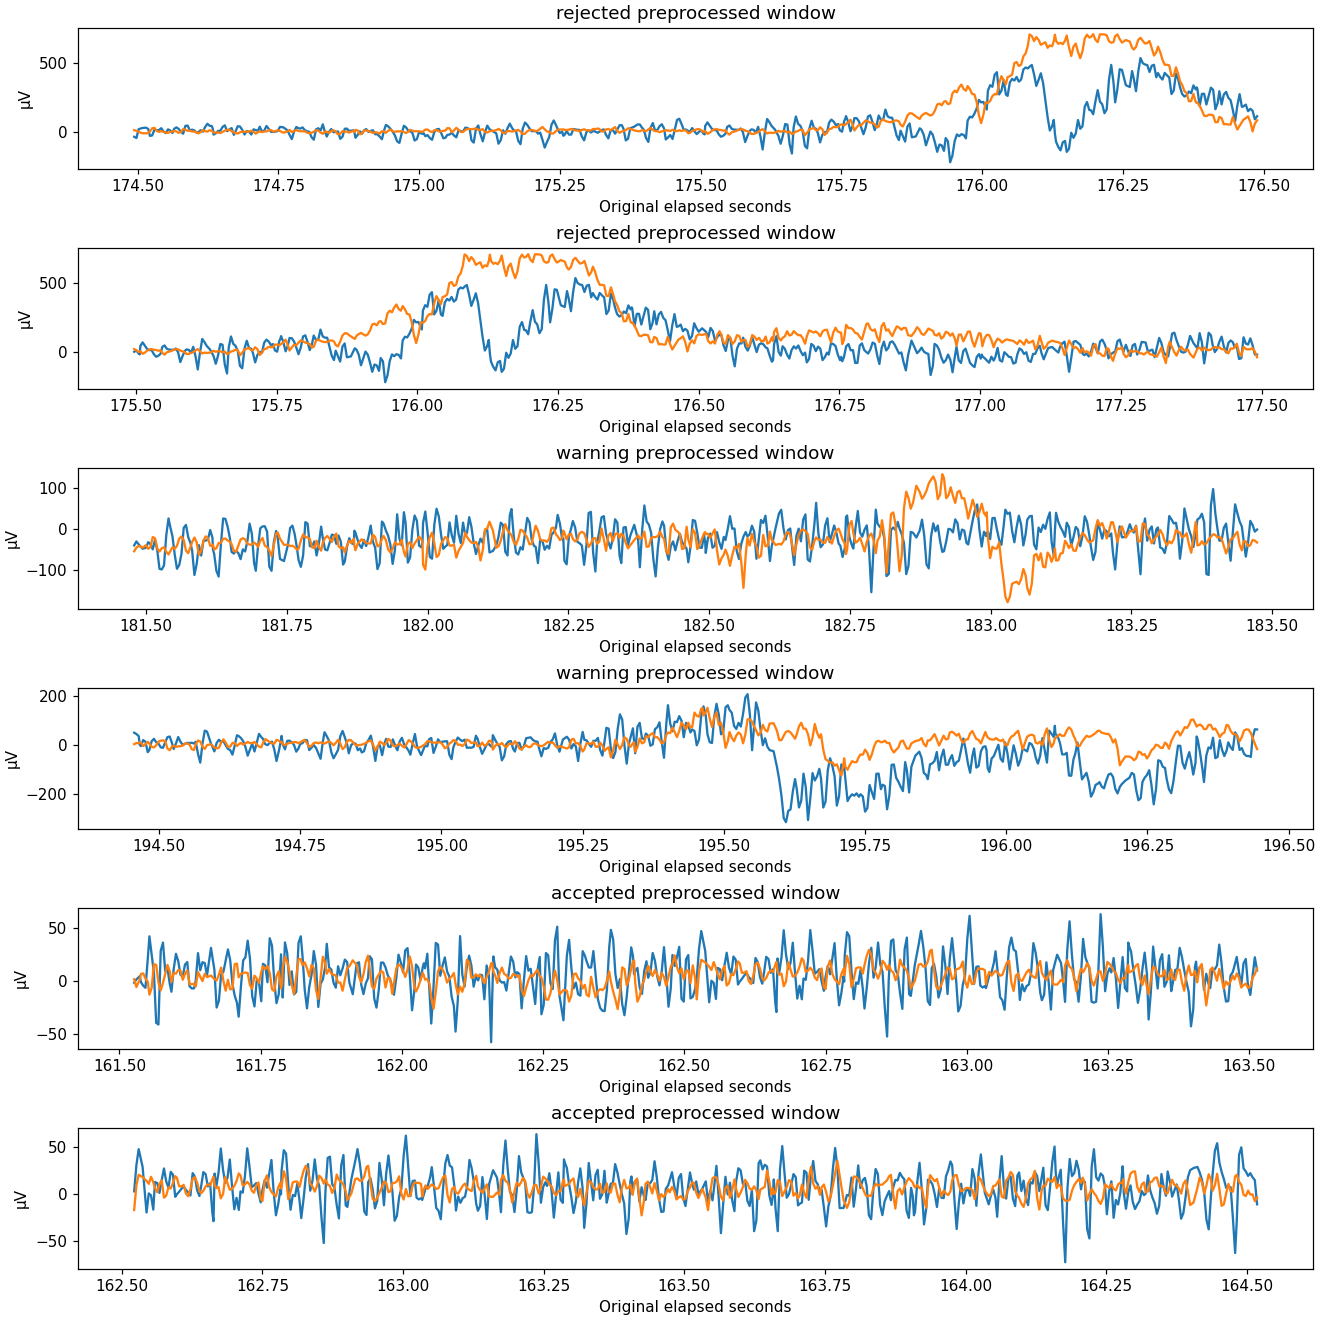 rejected preprocessed window
500
0
µV
174.50 174.75 175.00 175.25 175.50 175.75 176.00 176.25 176.50
Original elapsed seconds
rejected preprocessed window
500
0
µV
175.50 175.75 176.00 176.25 176.50 176.75 177.00 177.25 177.50
Original elapsed seconds
warning preprocessed window
100
0
−100
µV
181.50 181.75 182.00 182.25 182.50 182.75 183.00 183.25 183.50
Original elapsed seconds
warning preprocessed window
200
0
−200
µV
194.50 194.75 195.00 195.25 195.50 195.75 196.00 196.25 196.50
Original elapsed seconds
accepted preprocessed window
50
0
−50
µV
161.50 161.75 162.00 162.25 162.50 162.75 163.00 163.25 163.50
Original elapsed seconds
accepted preprocessed window
50
0
−50
µV
162.50 162.75 163.00 163.25 163.50 163.75 164.00 164.25 164.50
Original elapsed seconds